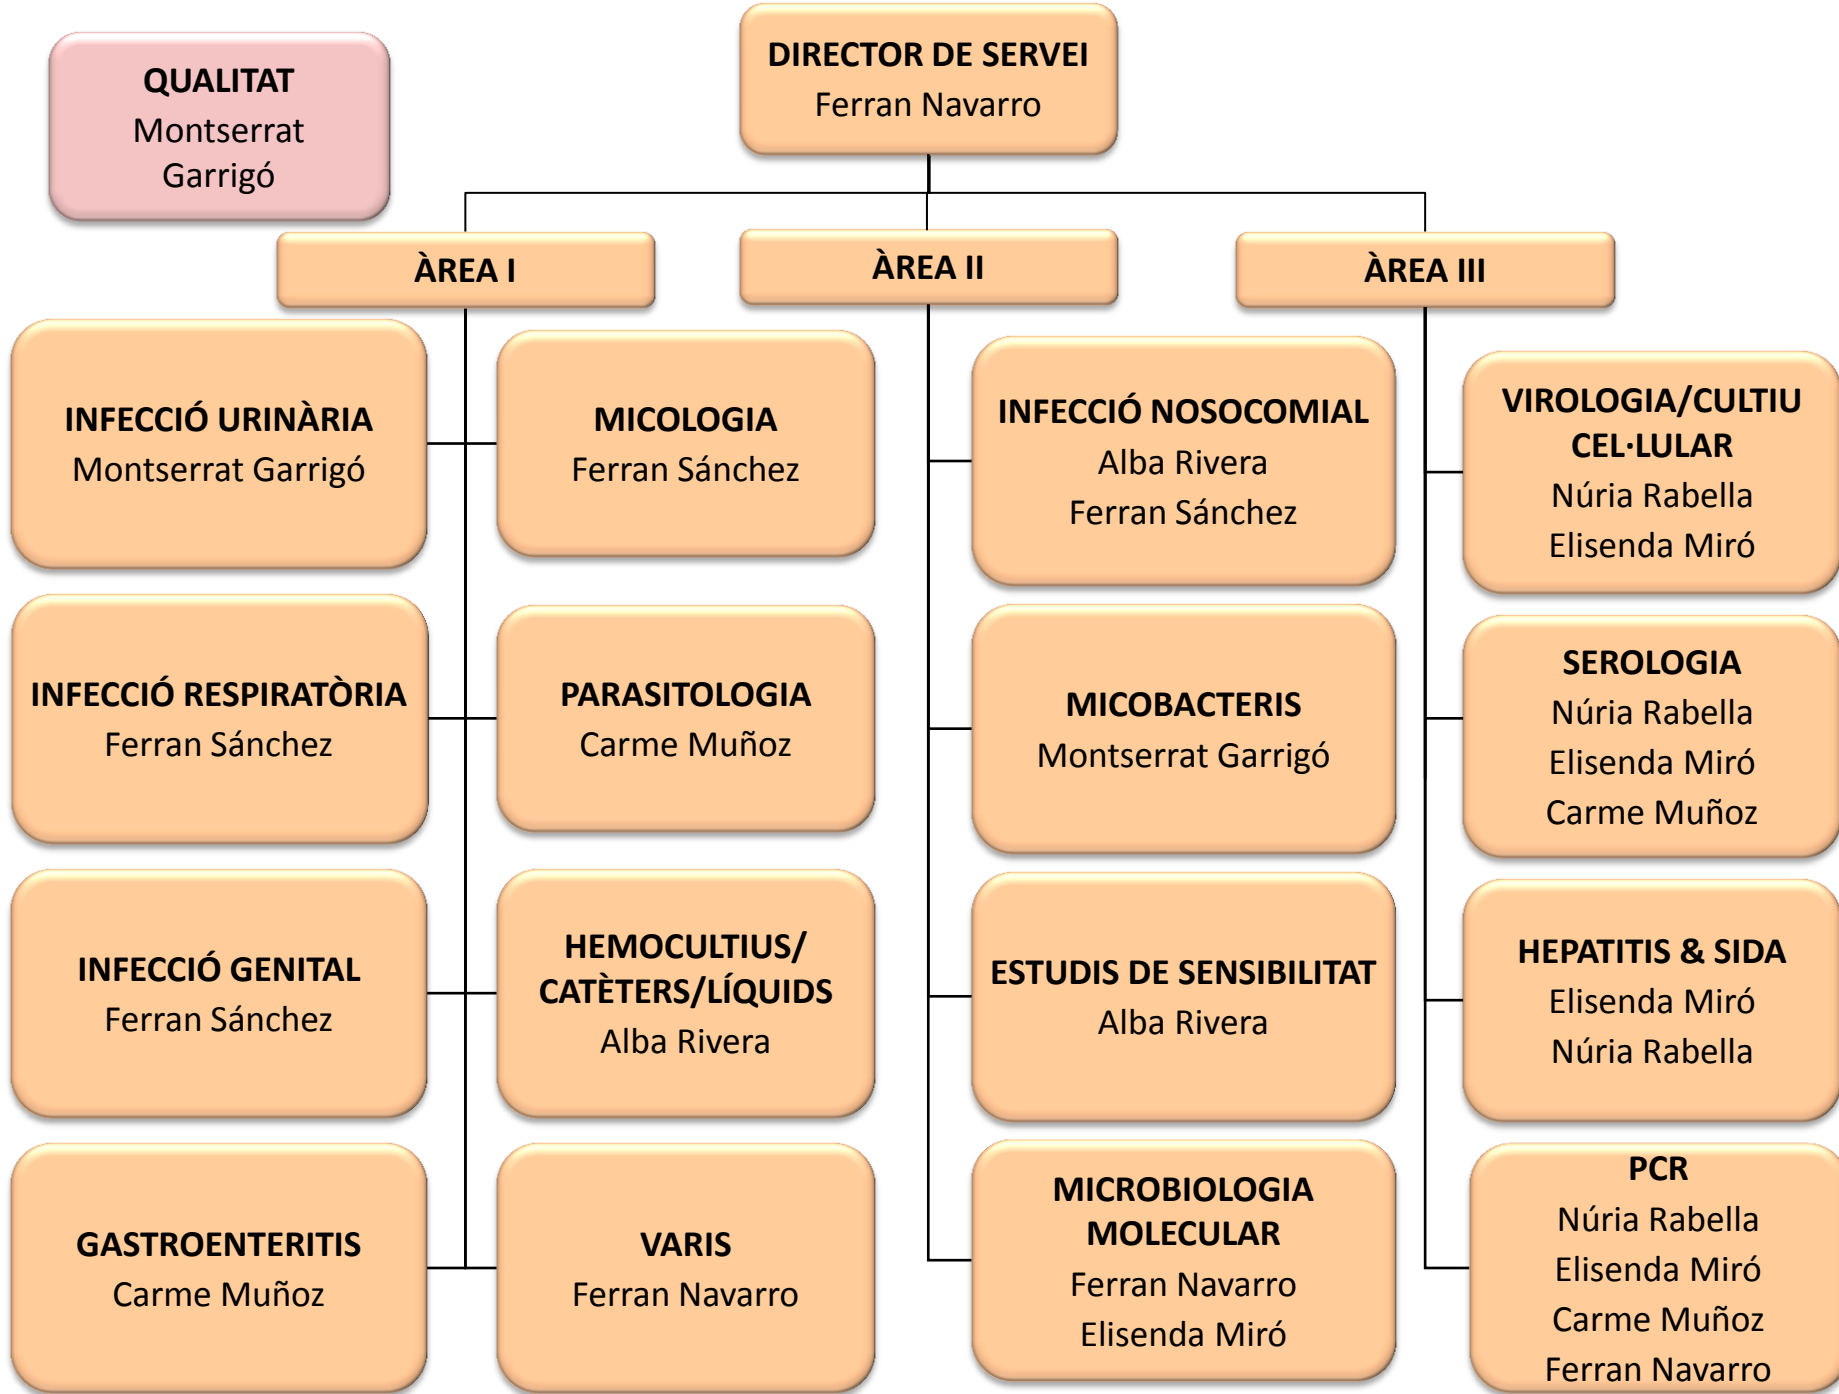 QUALITAT
Montserrat
Garrigó
DIRECTOR DE SERVEI
Ferran Navarro
ÀREA I
ÀREA II
ÀREA III
INFECCIÓ URINÀRIA
Montserrat Garrigó
MICOLOGIA
Ferran Sánchez
INFECCIÓ RESPIRATÒRIA
Ferran Sánchez
PARASITOLOGIA
Carme Muñoz
INFECCIÓ GENITAL
Ferran Sánchez
HEMOCULTIUS/
CATÈTERS/LÍQUIDS
Alba Rivera
GASTROENTERITIS
Carme Muñoz
VARIS
Ferran Navarro
INFECCIÓ NOSOCOMIAL
Alba Rivera
Ferran Sánchez
MICOBACTERIS
Montserrat Garrigó
ESTUDIS DE SENSIBILITAT
Alba Rivera
MICROBIOLOGIA
MOLECULAR
Ferran Navarro
Elisenda Miró
VIROLOGIA/CULTIU
CEL·LULAR
Núria Rabella
Elisenda Miró
SEROLOGIA
Núria Rabella
Elisenda Miró
Carme Muñoz
HEPATITIS & SIDA
Elisenda Miró
Núria Rabella
PCR
Núria Rabella
Elisenda Miró
Carme Muñoz
Ferran Navarro